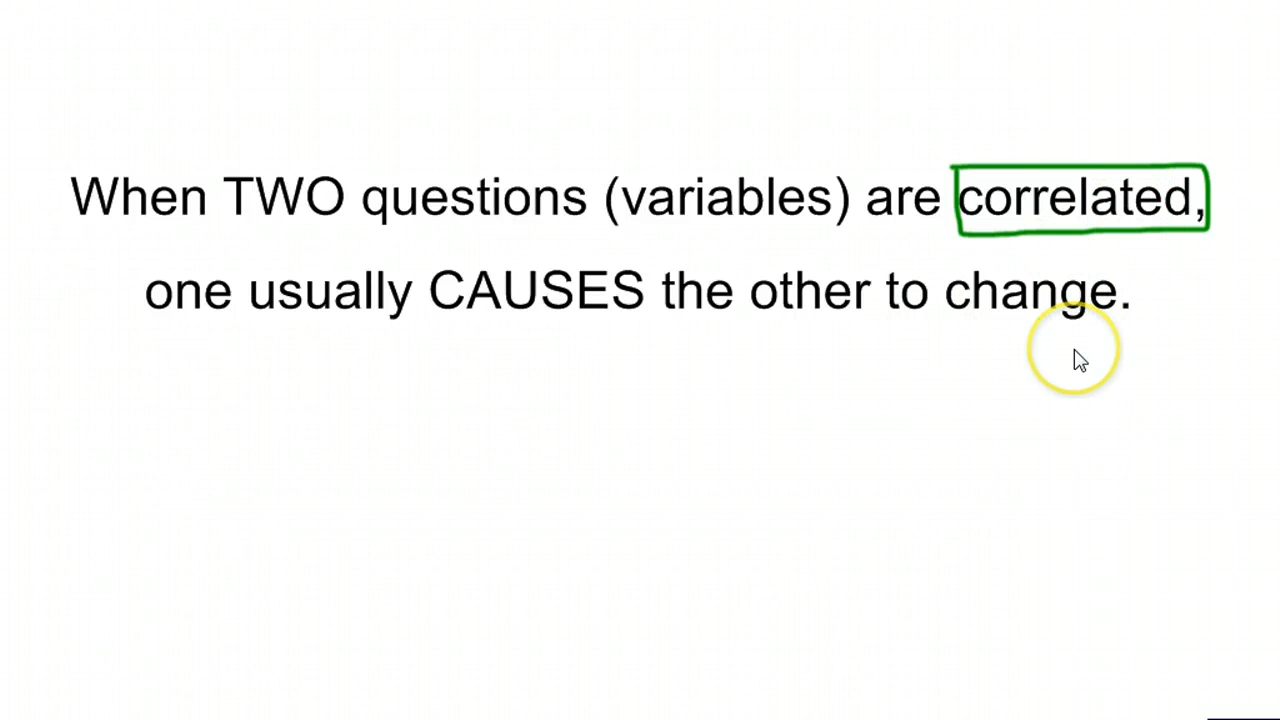 When TWO questions (variables) are correlated,
one usually CAUSES the other to change.